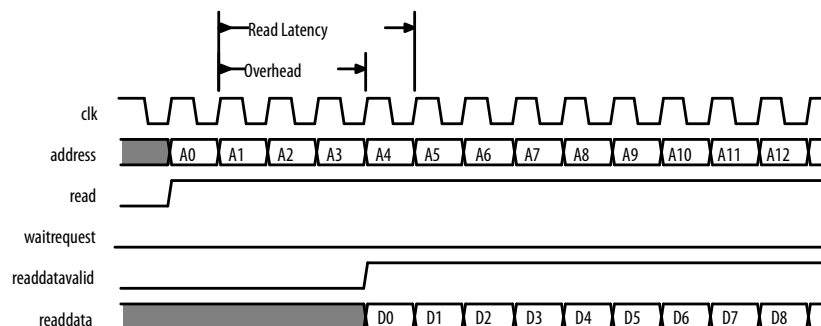 Read Latency
Overhead
clk
address A0 A1 A2 A3 A4 A5 A6 A7 A8 A9 A10 A11 A12
read
waitrequest
readdatavalid
readdata D0 D1 D2 D3 D4 D5 D6 D7 D8